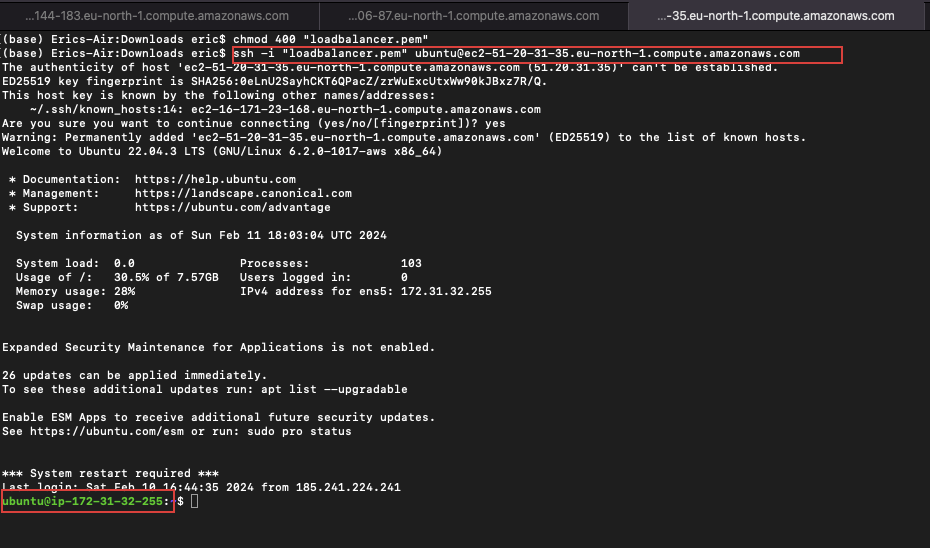 ...144-183.eu-north-1.compute.amazonaws.com ...06-87.eu-north-1.compute.amazonaws.com ...-35.eu-north-1.compute.amazonaws.com
[(base) Erics-Air:Downloads eric$ chmod 400 "loadbalancer.pem"
[(base) Erics-Air:Downloads eric$ ssh -i "loadbalancer.pem" ubuntu@ec2-51-20-31-35.eu-north-1.compute.amazonaws.com
The authenticity of host 'ec2-51-20-31-35.eu-north-1.compute.amazonaws.com (51.20.31.35)' can't be established.
ED25519 key fingerprint is SHA256:0eLnU2SayhCKT6QPacZ/zrWuExcUtxWw90kJBxz7R/Q.
This host key is known by the following other names/addresses:
    ~/.ssh/known_hosts:14: ec2-16-171-23-168.eu-north-1.compute.amazonaws.com
Are you sure you want to continue connecting (yes/no/[fingerprint])? yes
Warning: Permanently added 'ec2-51-20-31-35.eu-north-1.compute.amazonaws.com' (ED25519) to the list of known hosts.
Welcome to Ubuntu 22.04.3 LTS (GNU/Linux 6.2.0-1017-aws x86_64)
 * Documentation:  https://help.ubuntu.com
 * Management:     https://landscape.canonical.com
 * Support:        https://ubuntu.com/advantage
  System information as of Sun Feb 11 18:03:04 UTC 2024
  System load:  0.0               Processes:             103
  Usage of /:   30.5% of 7.57GB   Users logged in:       0
  Memory usage: 28%               IPv4 address for ens5: 172.31.32.255
  Swap usage:   0%
Expanded Security Maintenance for Applications is not enabled.
26 updates can be applied immediately.
To see these additional updates run: apt list --upgradable
Enable ESM Apps to receive additional future security updates.
See https://ubuntu.com/esm or run: sudo pro status
*** System restart required ***
Last login: Sat Feb 10 16:44:35 2024 from 185.241.224.241
ubuntu@ip-172-31-32-255:~$